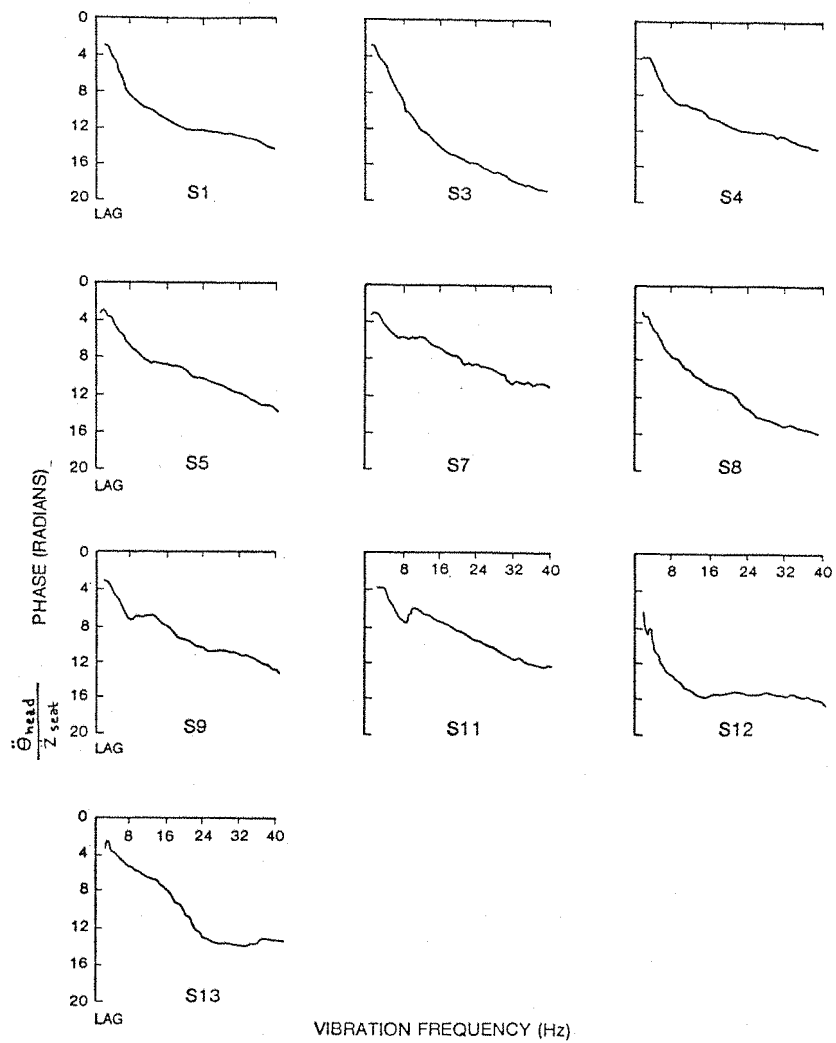 0
4
8
12
16
20
LAG
S1
S3
S4
0
4
8
12
16
20
LAG
S5
S7
S8
PHASE (RADIANS)
0
4
8
12
16
20
LAG
S9
8 16 24 32 40
S11
8 16 24 32 40
S12
θ̈ head
Z̈ seat
0
4
8
12
16
20
LAG
8 16 24 32 40
S13
VIBRATION FREQUENCY (Hz)